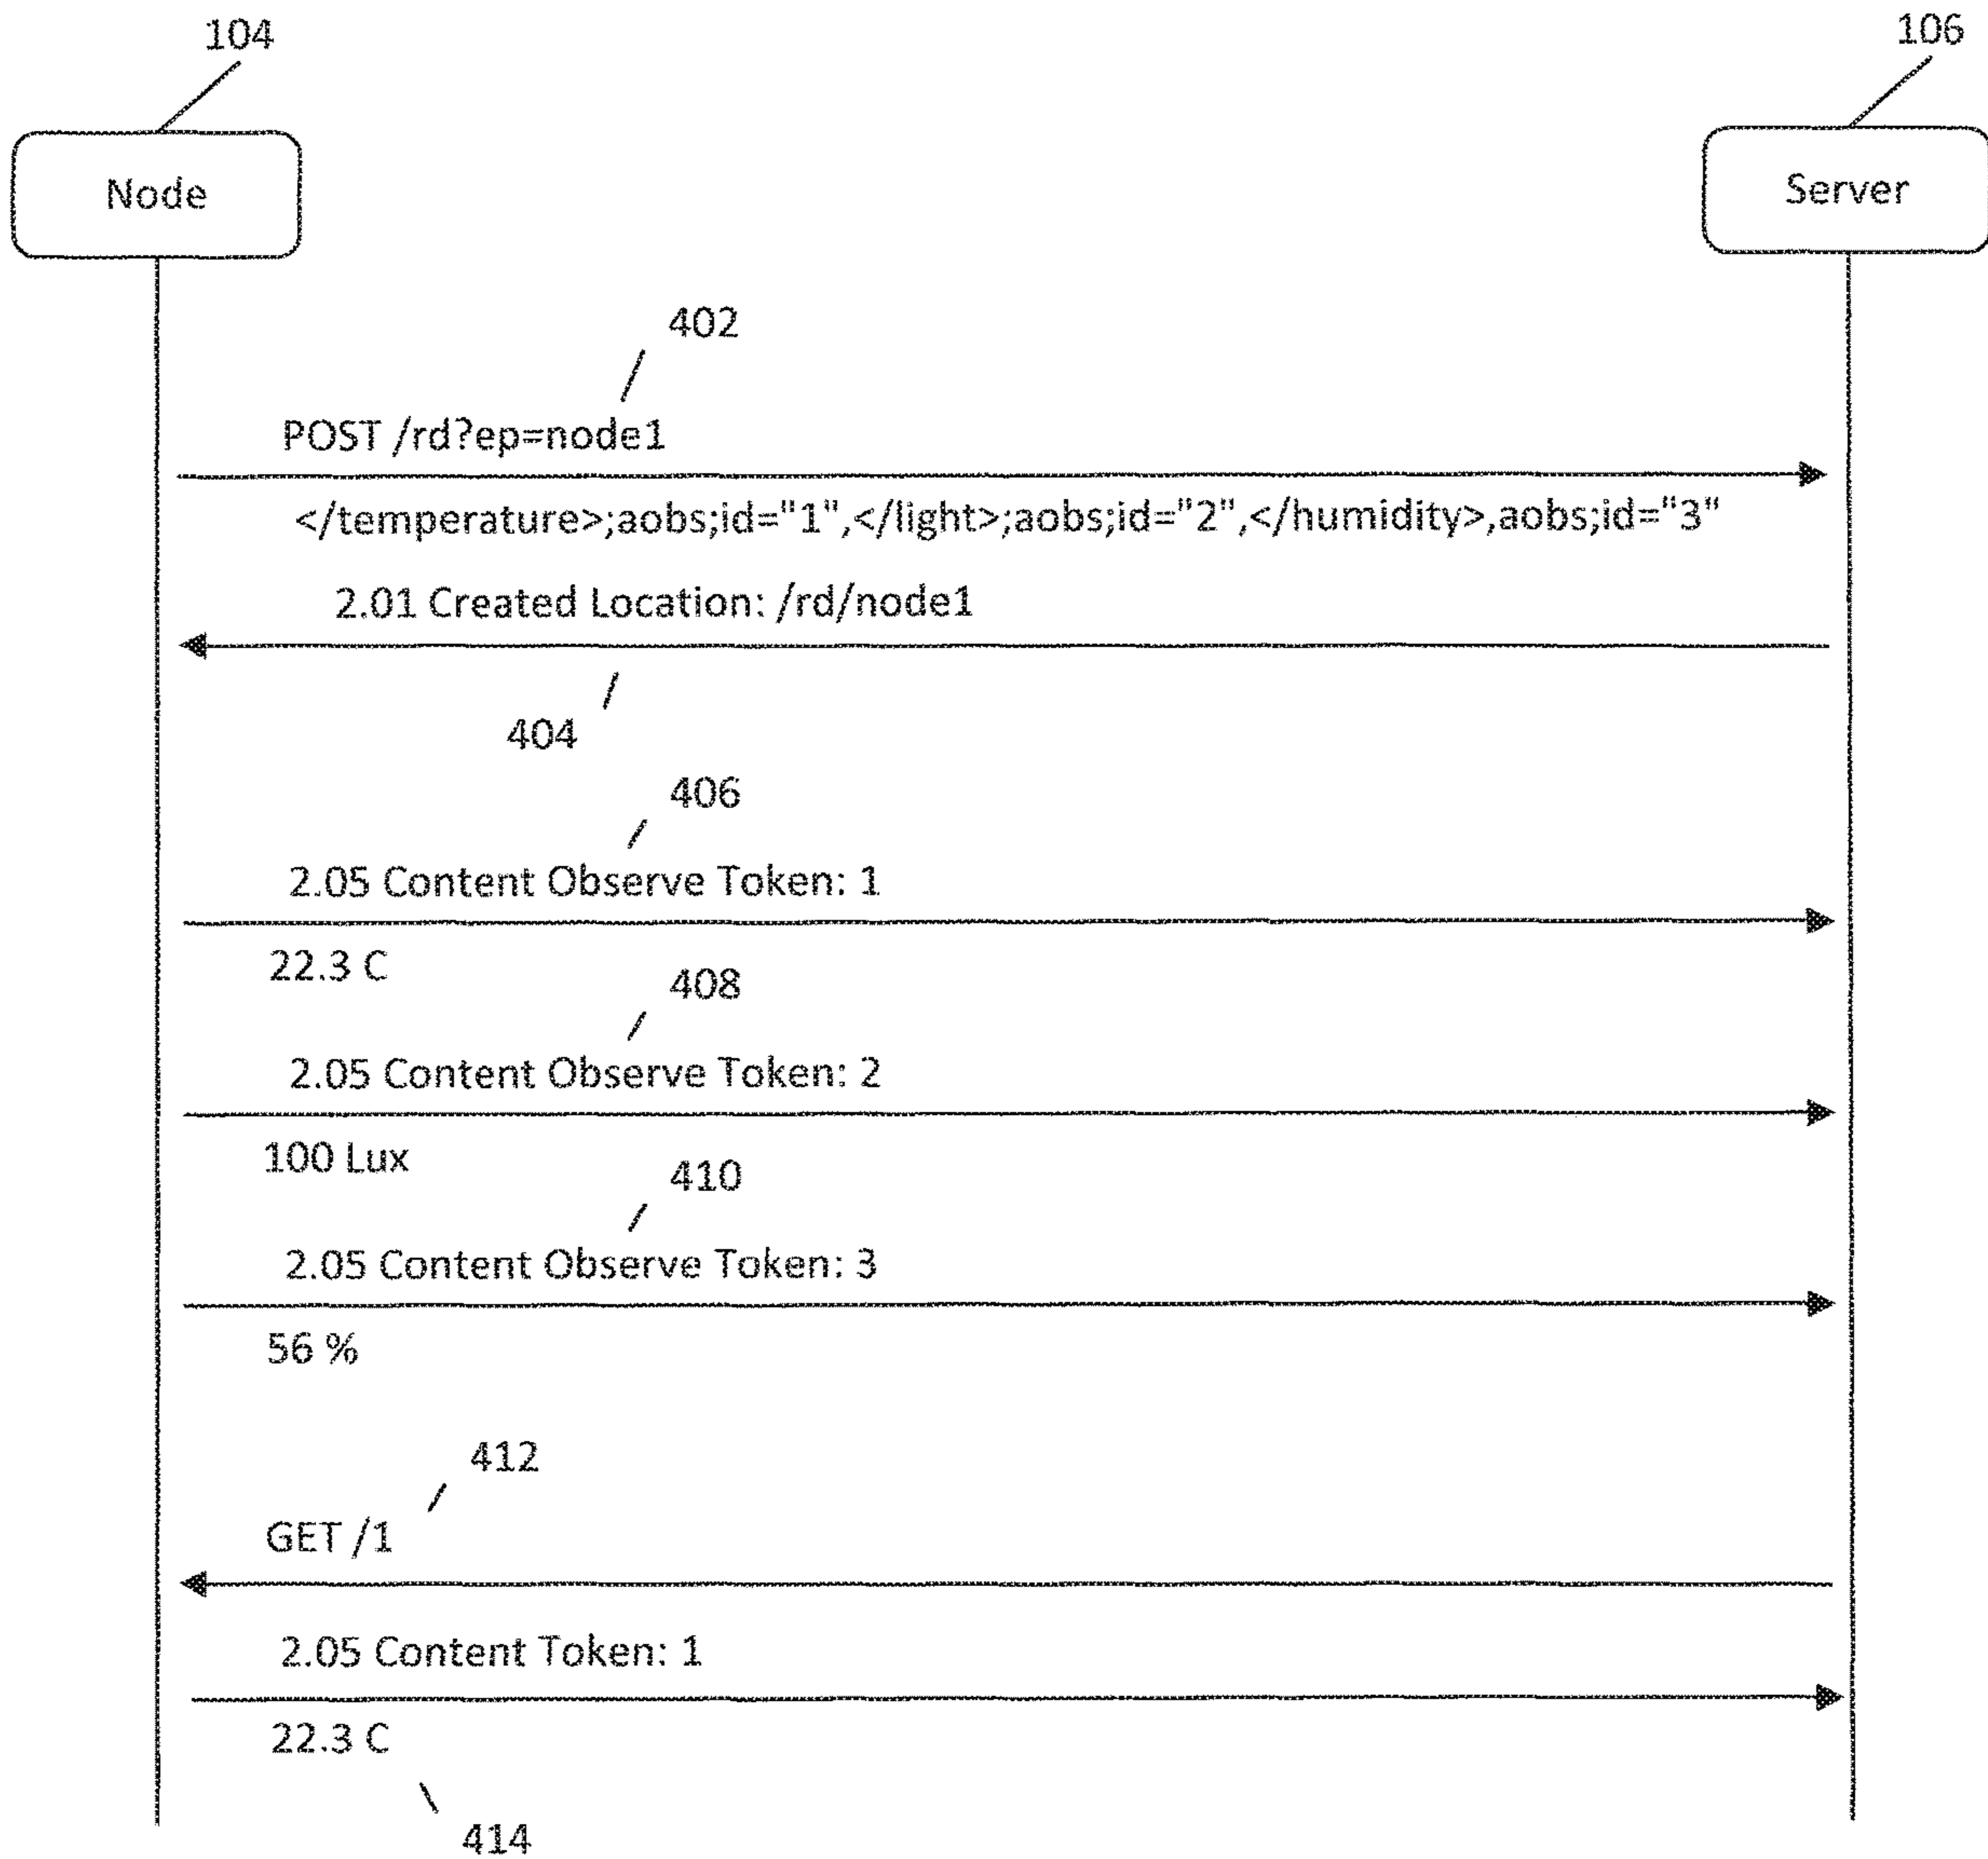 104
106
Node
Server
402
POST /rd?ep=node1
</temperature>;aobs;id="1",</light>;aobs;id="2",</humidity>,aobs;id="3"
2.01 Created Location: /rd/node1
404
406
2.05 Content Observe Token: 1
22.3 C
408
2.05 Content Observe Token: 2
100 Lux
410
2.05 Content Observe Token: 3
56 %
412
GET /1
2.05 Content Token: 1
22.3 C
414